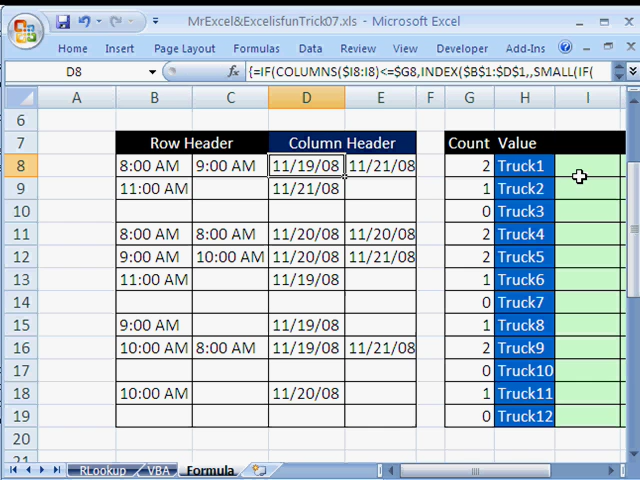 MrExcel&ExcelisfunTrick07.xls - Microsoft Excel
Home Insert Page Layout Formulas Data Review View Developer Add-Ins
D8 fx {=IF(COLUMNS($I8:I8)<=$G8,INDEX($B$1:$D$1,,SMALL(IF(
A B C D E F G H I
6
7 Row Header Column Header Count Value
8 8:00 AM 9:00 AM 11/19/08 11/21/08 2 Truck1
9 11:00 AM 11/21/08 1 Truck2
10 0 Truck3
11 8:00 AM 8:00 AM 11/20/08 11/20/08 2 Truck4
12 9:00 AM 10:00 AM 11/20/08 11/21/08 2 Truck5
13 11:00 AM 11/19/08 1 Truck6
14 0 Truck7
15 9:00 AM 11/19/08 1 Truck8
16 10:00 AM 8:00 AM 11/19/08 11/21/08 2 Truck9
17 0 Truck10
18 10:00 AM 11/20/08 1 Truck11
19 0 Truck12
20
21
RLookup VBA Formula